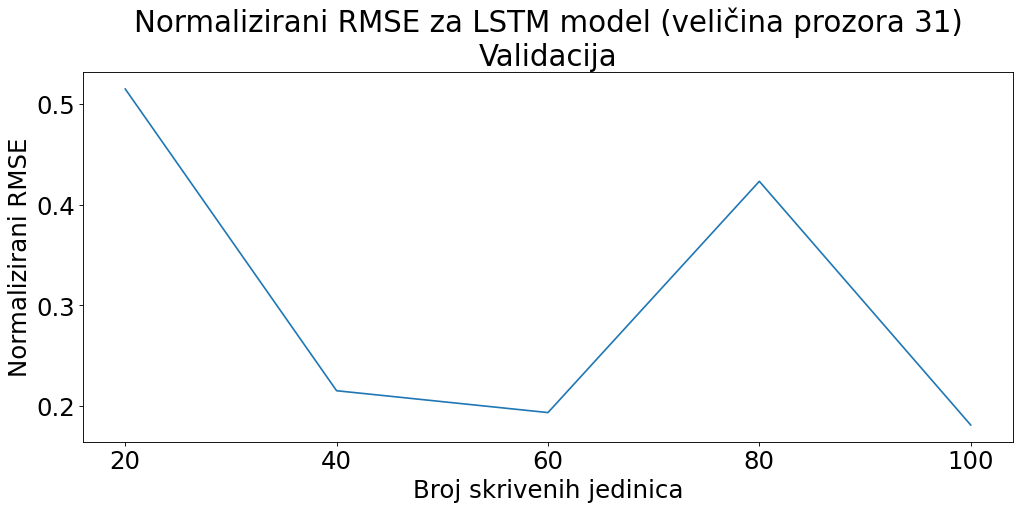 Normalizirani RMSE za LSTM model (veličina prozora 31)
Validacija
Normalizirani RMSE
0.5
0.4
0.3
0.2
20 40 60 80 100
Broj skrivenih jedinica